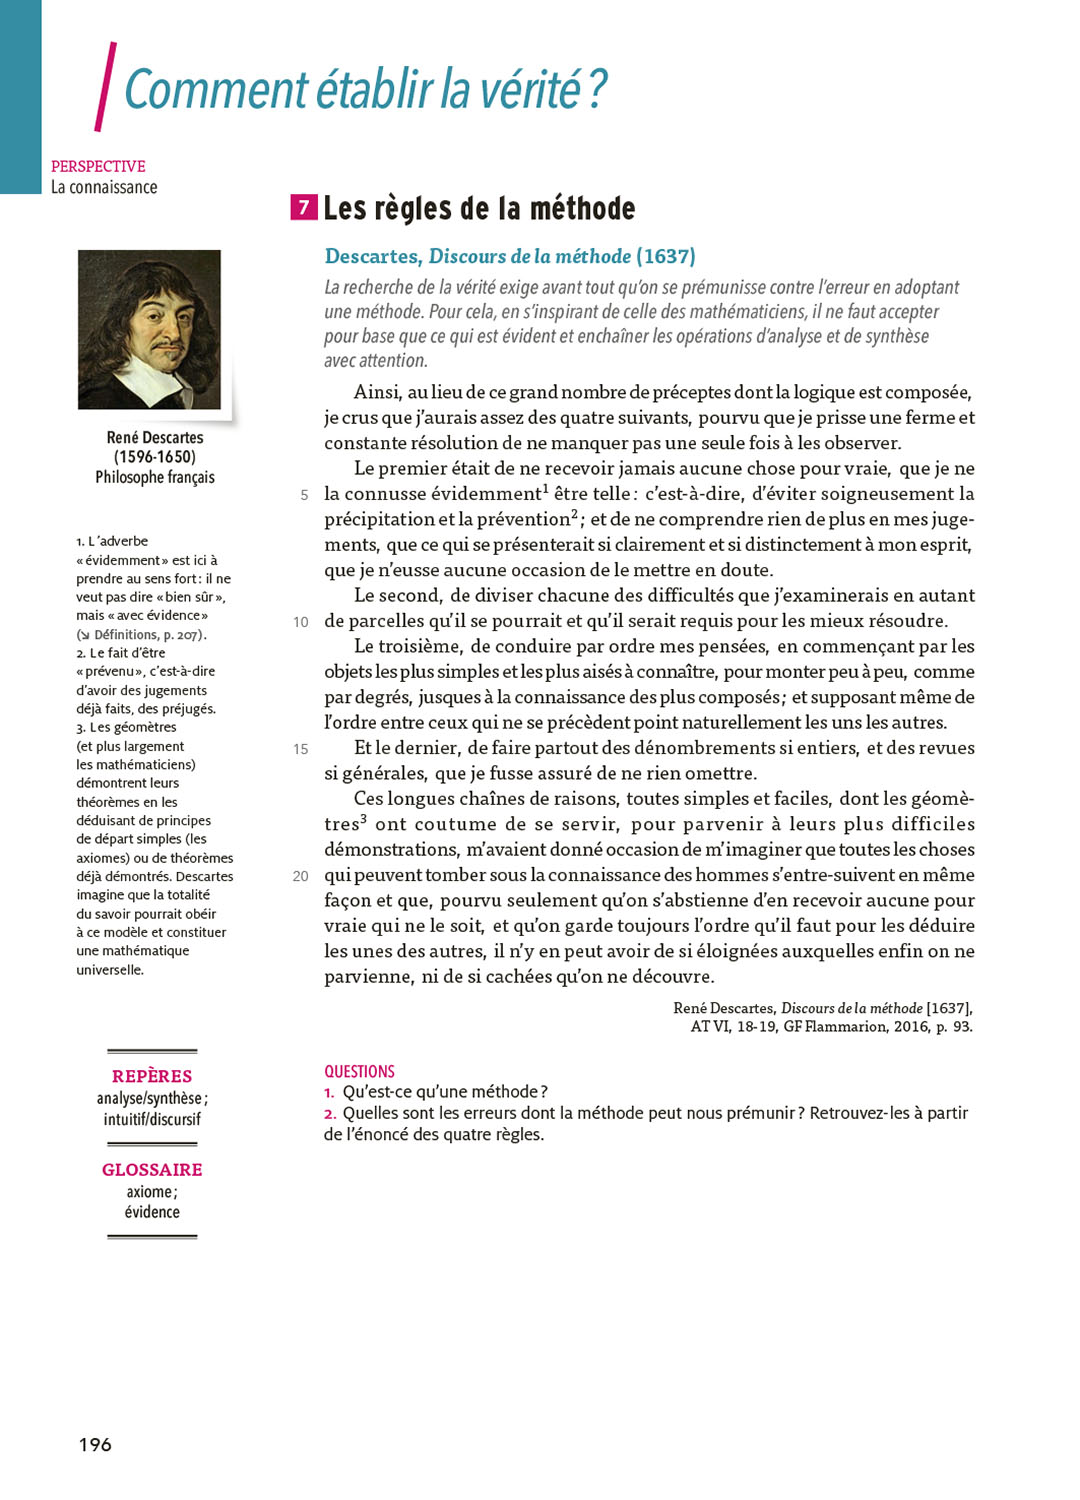 Comment établir la vérité ?
PERSPECTIVE
La connaissance
7 Les règles de la méthode
Descartes, Discours de la méthode (1637)
La recherche de la vérité exige avant tout qu’on se prémunisse contre l’erreur en adoptant
une méthode. Pour cela, en s’inspirant de celle des mathématiciens, il ne faut accepter
pour base que ce qui est évident et enchaîner les opérations d’analyse et de synthèse
avec attention.
René Descartes
(1596-1650)
Philosophe français
Ainsi, au lieu de ce grand nombre de préceptes dont la logique est composée,
je crus que j’aurais assez des quatre suivants, pourvu que je prisse une ferme et
constante résolution de ne manquer pas une seule fois à les observer.
Le premier était de ne recevoir jamais aucune chose pour vraie, que je ne
5 la connusse évidemment1 être telle : c’est-à-dire, d’éviter soigneusement la
précipitation et la prévention2 ; et de ne comprendre rien de plus en mes juge-
ments, que ce qui se présenterait si clairement et si distinctement à mon esprit,
que je n’eusse aucune occasion de le mettre en doute.
Le second, de diviser chacune des difficultés que j’examinerais en autant
10 de parcelles qu’il se pourrait et qu’il serait requis pour les mieux résoudre.
Le troisième, de conduire par ordre mes pensées, en commençant par les
objets les plus simples et les plus aisés à connaître, pour monter peu à peu, comme
par degrés, jusques à la connaissance des plus composés ; et supposant même de
l’ordre entre ceux qui ne se précèdent point naturellement les uns les autres.
15 Et le dernier, de faire partout des dénombrements si entiers, et des revues
si générales, que je fusse assuré de ne rien omettre.
Ces longues chaînes de raisons, toutes simples et faciles, dont les géomè-
tres3 ont coutume de se servir, pour parvenir à leurs plus difficiles
démonstrations, m’avaient donné occasion de m’imaginer que toutes les choses
20 qui peuvent tomber sous la connaissance des hommes s’entre-suivent en même
façon et que, pourvu seulement qu’on s’abstienne d’en recevoir aucune pour
vraie qui ne le soit, et qu’on garde toujours l’ordre qu’il faut pour les déduire
les unes des autres, il n’y en peut avoir de si éloignées auxquelles enfin on ne
parvienne, ni de si cachées qu’on ne découvre.
René Descartes, Discours de la méthode [1637],
AT VI, 18-19, GF Flammarion, 2016, p. 93.
1. L’adverbe
« évidemment » est ici à
prendre au sens fort : il ne
veut pas dire « bien sûr »,
mais « avec évidence »
(↘ Définitions, p. 207).
2. Le fait d’être
« prévenu », c’est-à-dire
d’avoir des jugements
déjà faits, des préjugés.
3. Les géomètres
(et plus largement
les mathématiciens)
démontrent leurs
théorèmes en les
déduisant de principes
de départ simples (les
axiomes) ou de théorèmes
déjà démontrés. Descartes
imagine que la totalité
du savoir pourrait obéir
à ce modèle et constituer
une mathématique
universelle.
REPÈRES
analyse/synthèse ;
intuitif/discursif
GLOSSAIRE
axiome ;
évidence
QUESTIONS
1. Qu’est-ce qu’une méthode ?
2. Quelles sont les erreurs dont la méthode peut nous prémunir ? Retrouvez-les à partir
de l’énoncé des quatre règles.
196